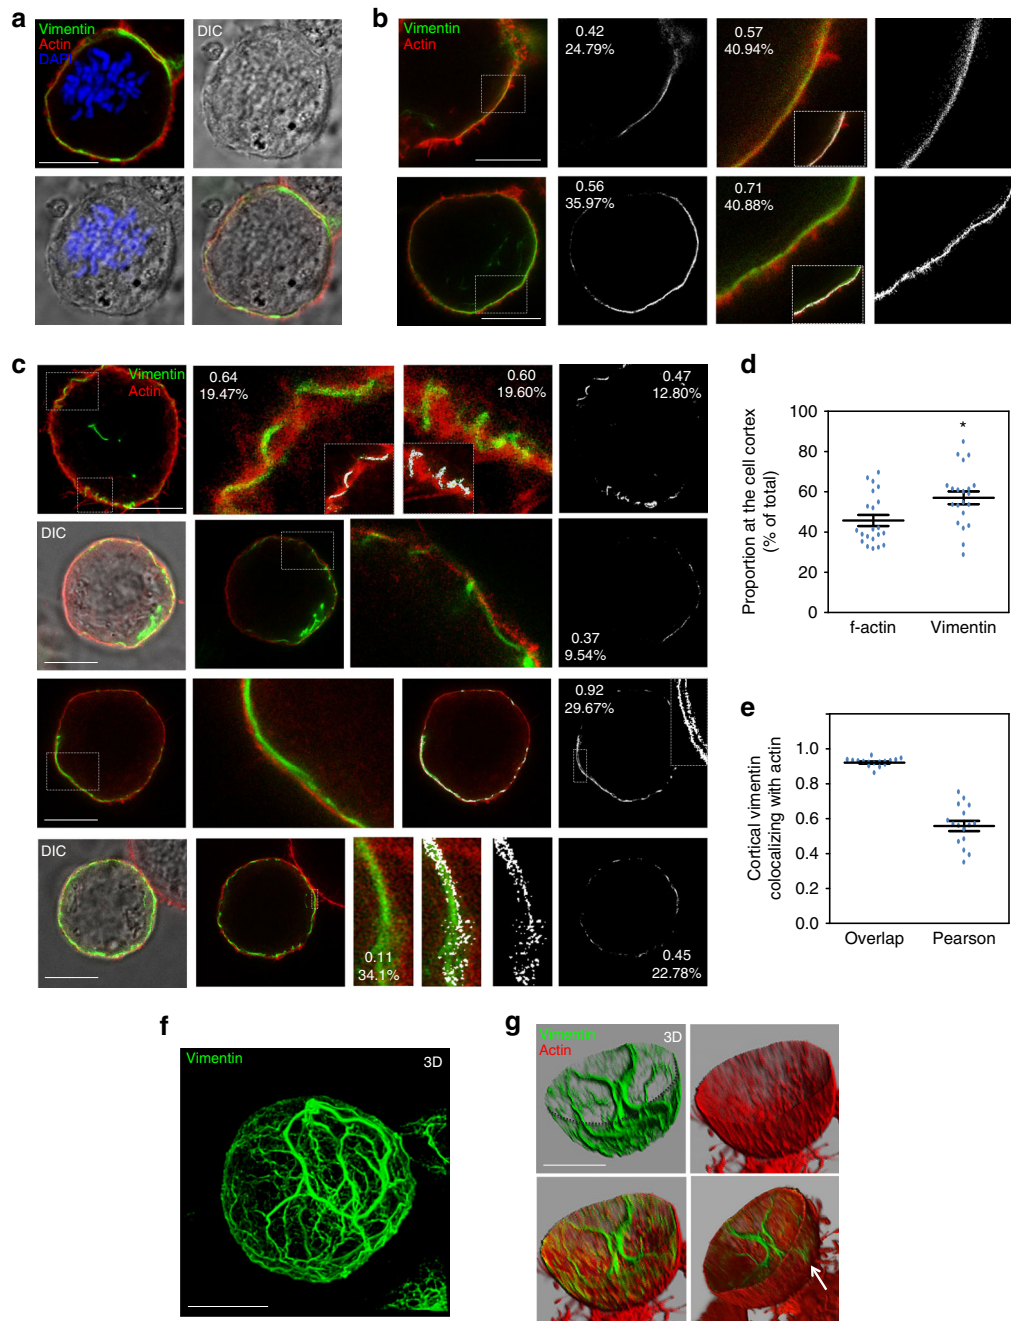 a
Vimentin
Actin
DAPI
DIC
b
Vimentin
Actin
0.42
24.79%
0.57
40.94%
0.56
35.97%
0.71
40.88%
c
Vimentin
Actin
0.64
19.47%
0.60
19.60%
0.47
12.80%
DIC
0.37
9.54%
0.92
29.67%
DIC
0.11
34.1%
0.45
22.78%
d
Proportion at the cell cortex
(% of total)
100
80
60
40
20
0
*
f-actin
Vimentin
e
Cortical vimentin
colocalizing with actin
1.0
0.8
0.6
0.4
0.2
0.0
Overlap
Pearson
f
Vimentin
3D
g
Vimentin
Actin
3D